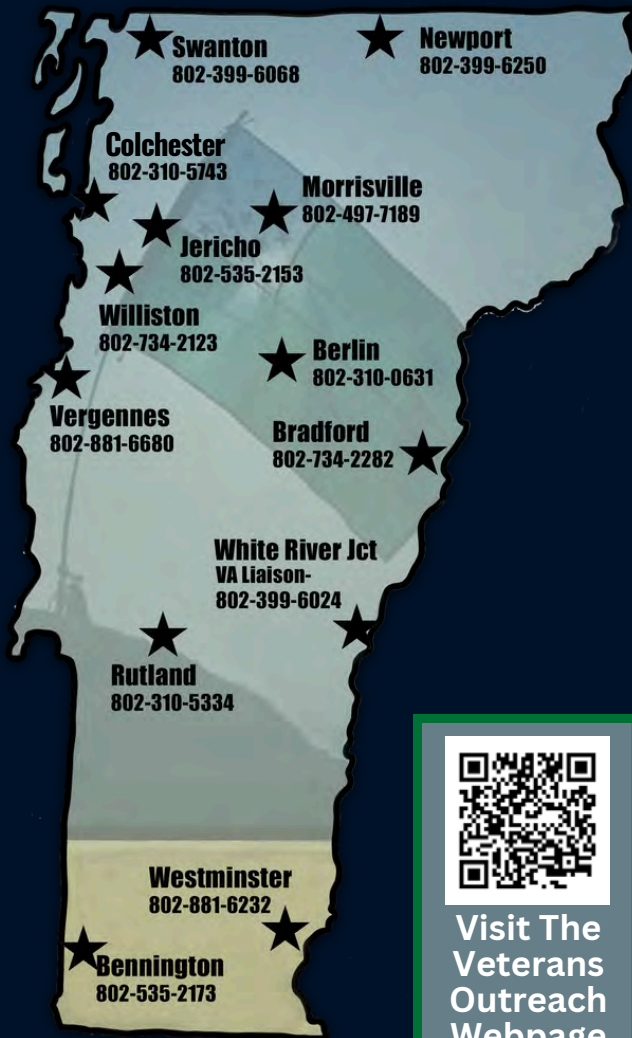 Swanton
802-399-6068
Newport
802-399-6250
Colchester
802-310-5743
Morrisville
802-497-7189
Jericho
802-535-2153
Williston
802-734-2123
Berlin
802-310-0631
Vergennes
802-881-6680
Bradford
802-734-2282
White River Jct
VA Liaison-
802-399-6024
Rutland
802-310-5334
Westminster
802-881-6232
Bennington
802-535-2173
Visit The
Veterans
Outreach
Webpage